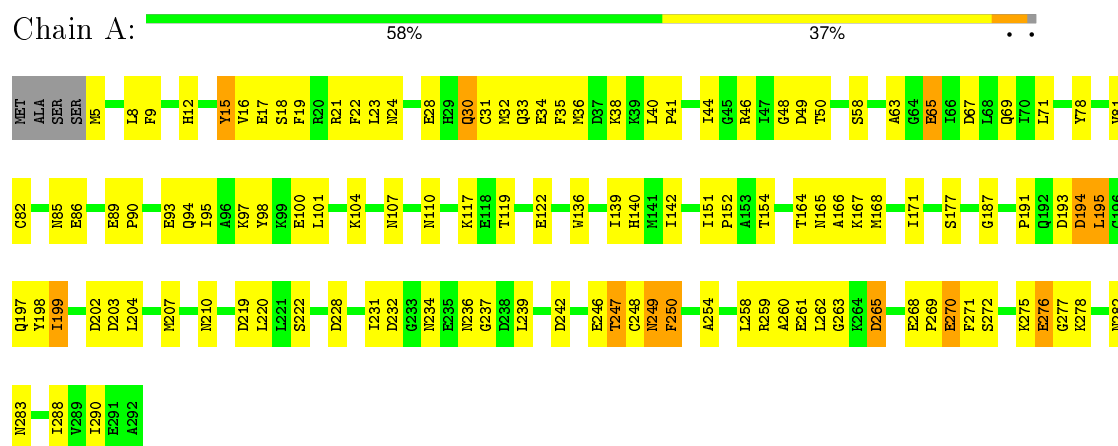 Chain A:
58% 37% • •
MET ALA SER SER M5 L8 F9 H12 Y15 V16 E17 S18 F19 R20 R21 F22 L23 N24 E28 H29 Q30 C31 M32 Q33 E34 F35 M36 D37 K38 K39 L40 P41 I44 G45 R46 I47 G48 D49 T50 S58 A63 G64 E65 I66 D67 L68 Q69 I70 L71 Y78 V81
C82 N85 E86 E89 P90 E93 Q94 I95 A96 K97 Y98 K99 E100 L101 K104 N107 N110 K117 E118 T119 E122 W136 I139 H140 M141 I142 I151 P152 A153 T154 T164 N165 A166 K167 M168 I171 S177 G187 P191 Q192 D193 D194 L195 C196
Q197 Y198 I199 D202 D203 L204 M207 N210 D219 L220 L221 S222 D228 I231 D232 G233 N234 E235 N236 G237 D238 L239 D242 E246 T247 C248 N249 F250 A254 L258 R259 A260 E261 L262 G263 K264 D265 E268 P269 E270 F271 S272 K275 E276 G277 K278 N282
N283 I288 V289 I290 E291 A292